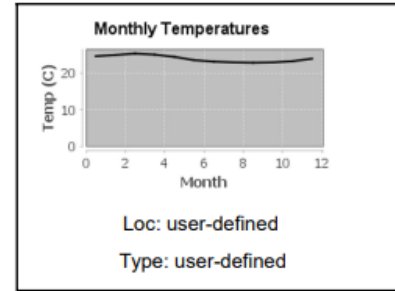 Monthly Temperatures
Temp (C)
20
10
0
0 2 4 6 8 10 12
Month
Loc: user-defined
Type: user-defined